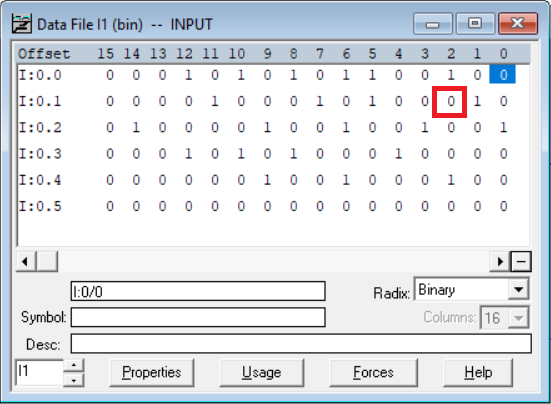 Data File I1 (bin) -- INPUT
Offset 15 14 13 12 11 10 9 8 7 6 5 4 3 2 1 0
I:0.0 0 0 0 1 0 1 0 1 0 1 1 0 0 1 0 0
I:0.1 0 0 0 0 1 0 0 0 1 0 1 0 0 0 1 0
I:0.2 0 1 0 0 0 0 1 0 0 1 0 0 1 0 0 1
I:0.3 0 0 0 1 0 1 0 1 0 0 0 1 0 0 0 0
I:0.4 0 0 0 0 0 0 1 0 0 1 0 0 0 1 0 0
I:0.5 0 0 0 0 0 0 0 0 0 0 0 0 0 0 0 0
I:0/0 Radix: Binary
Symbol: Columns: 16
Desc:
I1 Properties Usage Forces Help